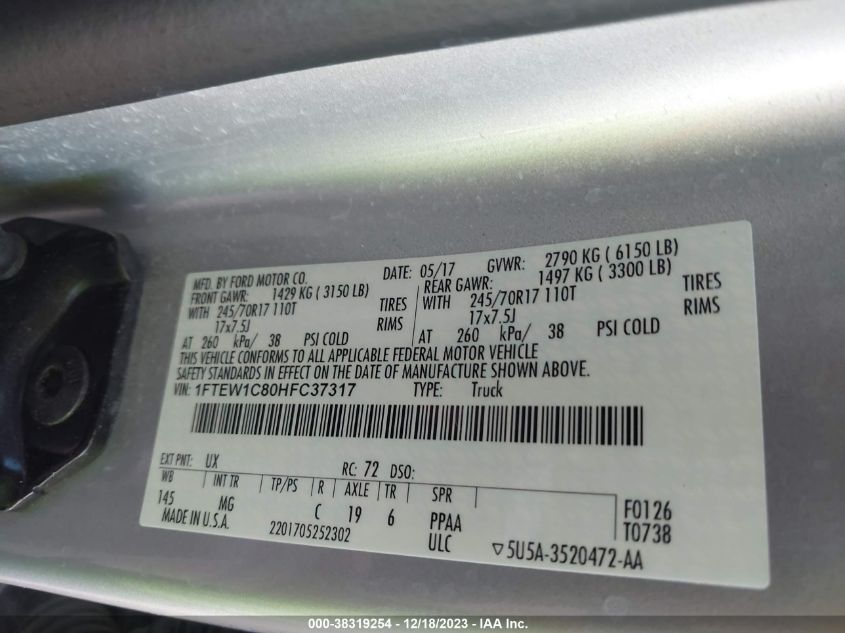 MFD. BY FORD MOTOR CO.
DATE: 05/17 GVWR: 2790 KG ( 6150 LB)
FRONT GAWR: 1429 KG ( 3150 LB) REAR GAWR: 1497 KG ( 3300 LB)
WITH 245/70R17 110T TIRES WITH 245/70R17 110T TIRES
17x7.5J RIMS 17x7.5J RIMS
AT 260 kPa/ 38 PSI COLD AT 260 kPa/ 38 PSI COLD
THIS VEHICLE CONFORMS TO ALL APPLICABLE FEDERAL MOTOR VEHICLE
SAFETY STANDARDS IN EFFECT ON THE DATE OF MANUFACTURE SHOWN ABOVE.
VIN: 1FTEW1C80HFC37317 TYPE: Truck
EXT PNT: UX RC: 72 DSO:
WB INT TR TP/PS R AXLE TR SPR
145 MG C 19 6 PPAA F0126
MADE IN U.S.A. 2201705252302 ULC T0738
▽5U5A-3520472-AA
000-38319254 - 12/18/2023 - IAA Inc.